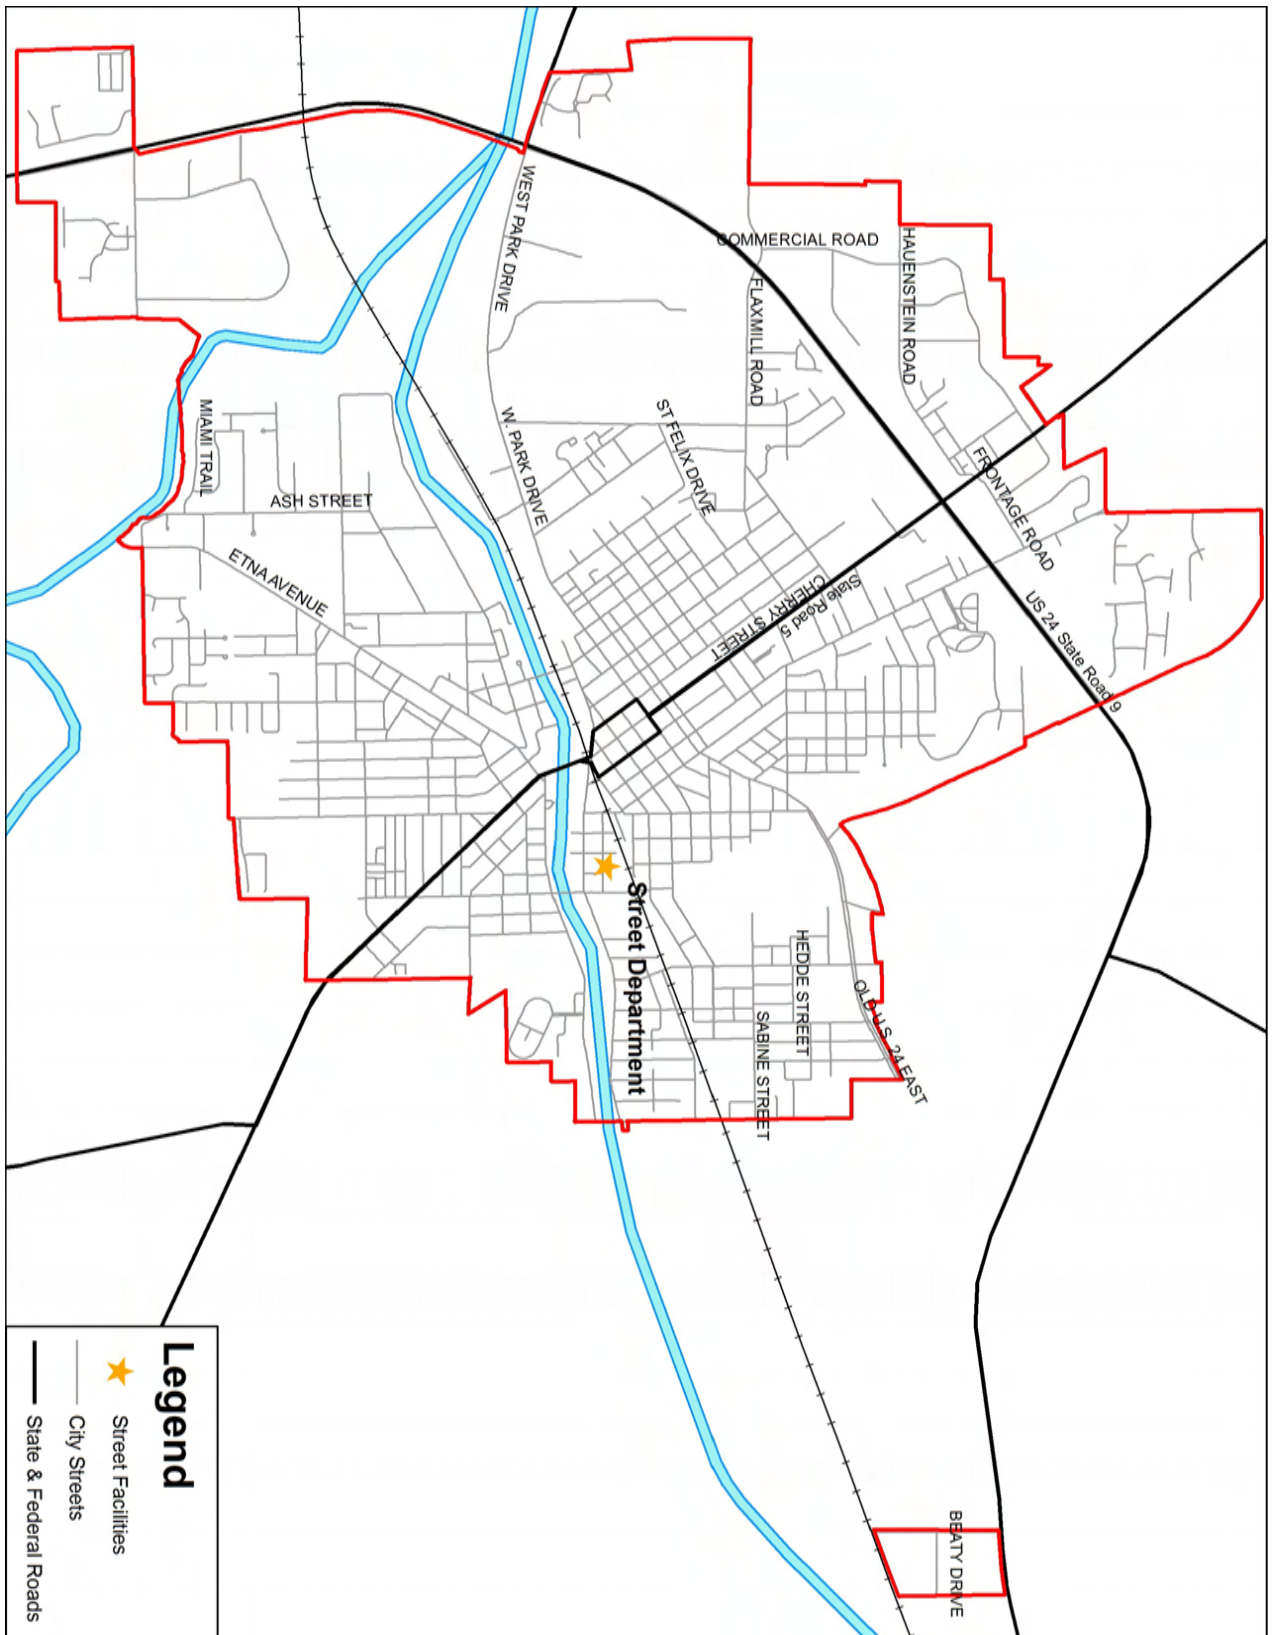 WEST PARK DRIVE
COMMERCIAL ROAD
HAUENSTEIN ROAD
FLAXMILL ROAD
MIAMI TRAIL
ST FELIX DRIVE
W. PARK DRIVE
FRONTAGE ROAD
ASH STREET
ETNA AVENUE
State Road 5
CHERRY STREET
US 24 State Road 9
Street Department
HEDDE STREET
SABINE STREET
OLD U.S. 24 EAST
BEATY DRIVE
Legend
Street Facilities
City Streets
State & Federal Roads